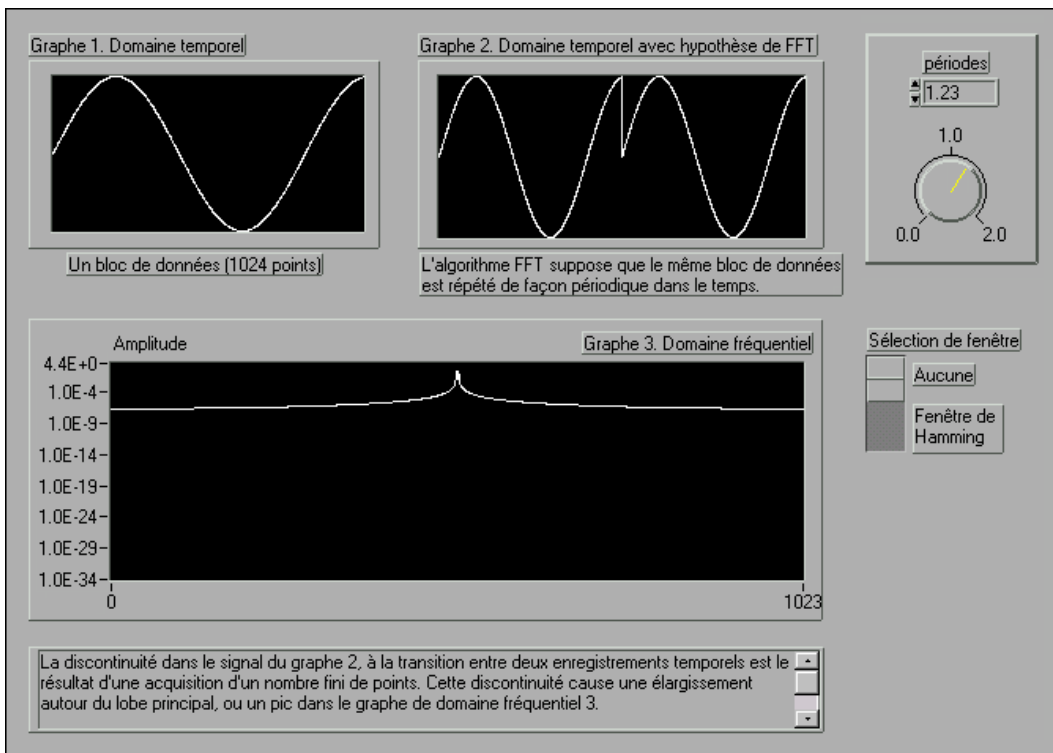 Graphe 1. Domaine temporel
Graphe 2. Domaine temporel avec hypothèse de FFT
périodes
1.23
1.0
0.0
2.0
Un bloc de données (1024 points)
L'algorithme FFT suppose que le même bloc de données
est répété de façon périodique dans le temps.
Amplitude
Graphe 3. Domaine fréquentiel
4.4E+0
1.0E-4
1.0E-9
1.0E-14
1.0E-19
1.0E-24
1.0E-29
1.0E-34
0
1023
Sélection de fenêtre
Aucune
Fenêtre de
Hamming
La discontinuité dans le signal du graphe 2, à la transition entre deux enregistrements temporels est le
résultat d'une acquisition d'un nombre fini de points. Cette discontinuité cause une élargissement
autour du lobe principal, ou un pic dans le graphe de domaine fréquentiel 3.